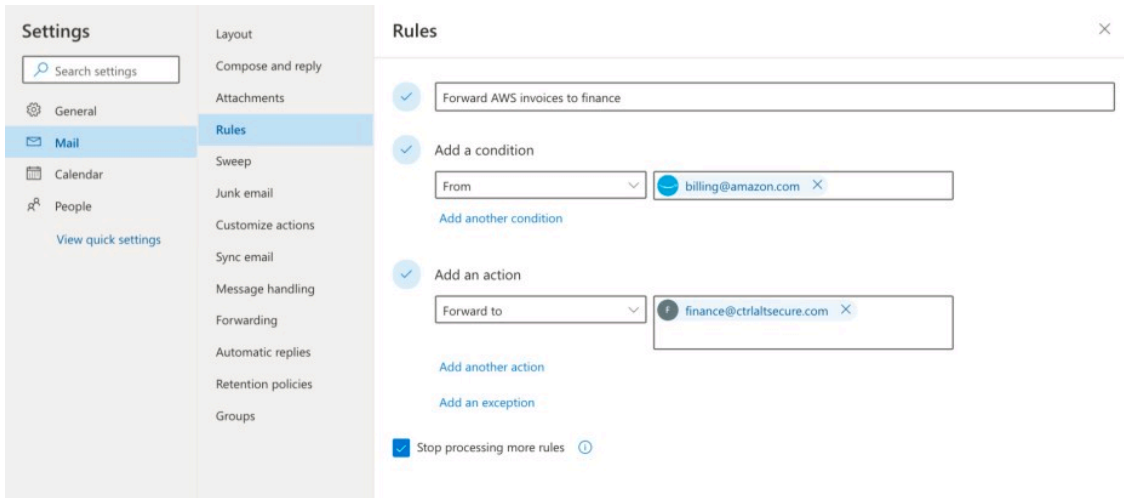 Settings
Search settings
General
Mail
Calendar
People
View quick settings
Layout
Compose and reply
Attachments
Rules
Sweep
Junk email
Customize actions
Sync email
Message handling
Forwarding
Automatic replies
Retention policies
Groups
Rules
Forward AWS invoices to finance
Add a condition
From billing@amazon.com
Add another condition
Add an action
Forward to F finance@ctrlaltsecure.com
Add another action
Add an exception
Stop processing more rules